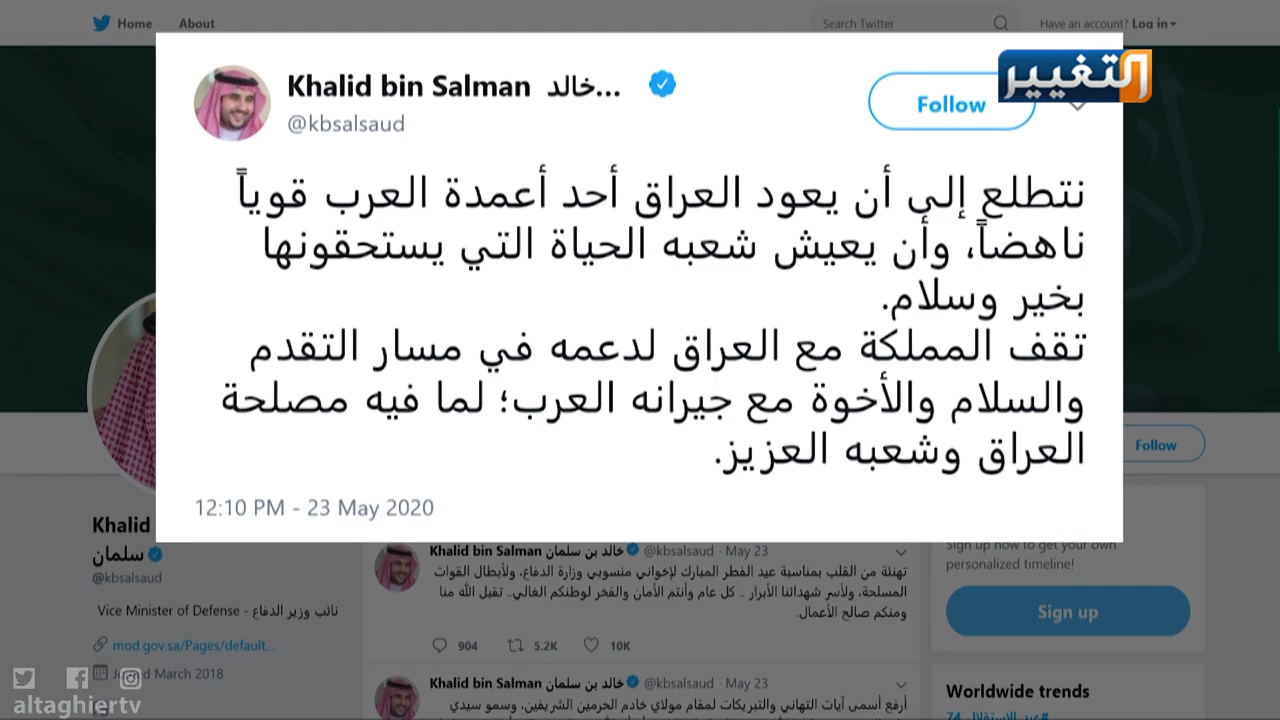 Home About
Search Twitter
Have an account? Log in
التغيير
Khalid bin Salman خالد...
@kbsalsaud
Follow
نتطلع إلى أن يعود العراق أحد أعمدة العرب قوياً
ناهضاً، وأن يعيش شعبه الحياة التي يستحقونها
بخير وسلام.
تقف المملكة مع العراق لدعمه في مسار التقدم
والسلام والأخوة مع جيرانه العرب؛ لما فيه مصلحة
العراق وشعبه العزيز.
12:10 PM - 23 May 2020
Follow
Khalid
سلمان
@kbsalsaud
Vice Minister of Defense - نائب وزير الدفاع
mod.gov.sa/Pages/default....
Joined March 2018
altaghiertv
Khalid bin Salman خالد بن سلمان @kbsalsaud · May 23
تهنئة من القلب بمناسبة عيد الفطر المبارك لإخواني منسوبي وزارة الدفاع، ولأبطال القوات
المسلحة، ولأسر شهدائنا الأبرار .. كل عام وأنتم الأمان والفخر لوطنكم الغالي.. تقبل الله منا
ومنكم صالح الأعمال.
904 5.2K 10K
Khalid bin Salman خالد بن سلمان @kbsalsaud · May 23
أرفع أسمى آيات التهاني والتبريكات لمقام مولاي خادم الحرمين الشريفين، وسمو سيدي
Sign up now to get your own
personalized timeline!
Sign up
Worldwide trends
#عيد_الاستقلال_74